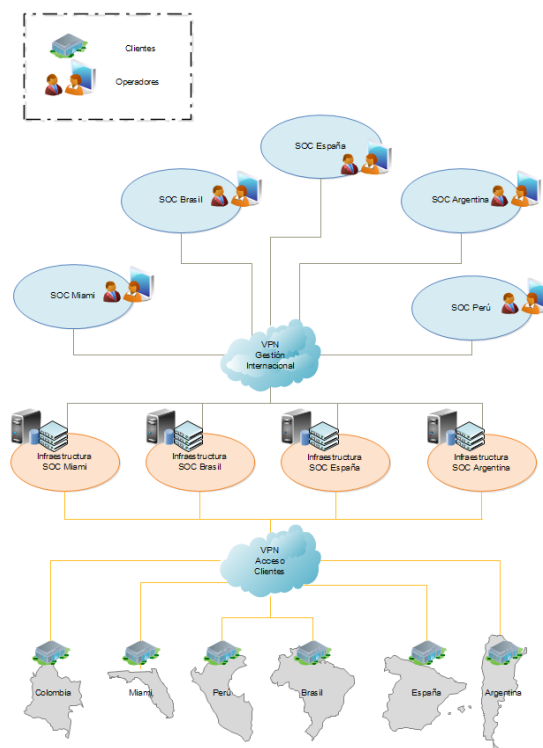 Clientes
Operadores
SOC España
SOC Brasil
SOC Argentina
SOC Miami
SOC Perú
VPN
Gestión
Internacional
Infraestructura
SOC Miami
Infraestructura
SOC Brasil
Infraestructura
SOC España
Infraestructura
SOC Argentina
VPN
Acceso
Clientes
Colombia
Miami
Perú
Brasil
España
Argentina